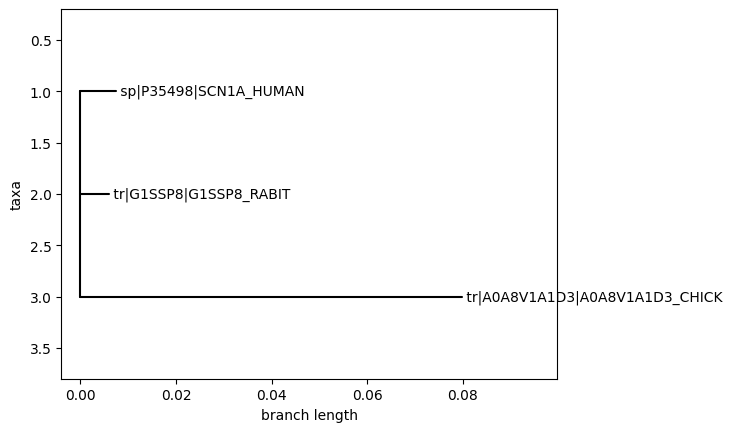 0.5
1.0
sp|P35498|SCN1A_HUMAN
1.5
taxa
2.0
tr|G1SSP8|G1SSP8_RABIT
2.5
3.0
tr|A0A8V1A1D3|A0A8V1A1D3_CHICK
3.5
0.00 0.02 0.04 0.06 0.08
branch length